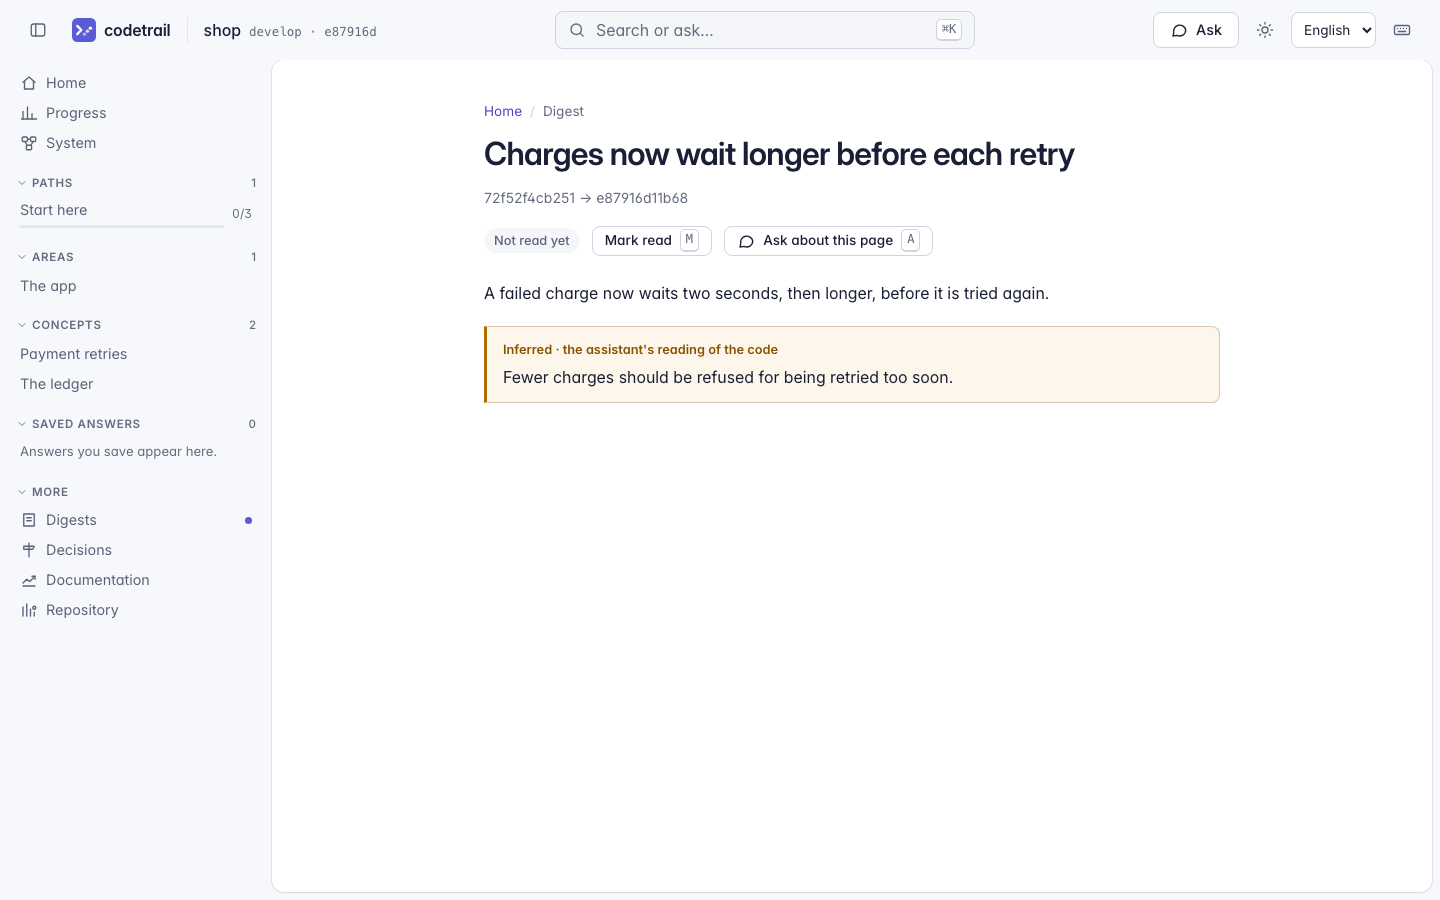 codetrail
shop develop · e87916d
Search or ask...
⌘K
Ask
English
Home
Progress
System
PATHS 1
Start here 0/3
AREAS 1
The app
CONCEPTS 2
Payment retries
The ledger
SAVED ANSWERS 0
Answers you save appear here.
MORE
Digests
Decisions
Documentation
Repository
Home / Digest
Charges now wait longer before each retry
72f52f4cb251 → e87916d11b68
Not read yet
Mark read M
Ask about this page A
A failed charge now waits two seconds, then longer, before it is tried again.
Inferred · the assistant's reading of the code
Fewer charges should be refused for being retried too soon.